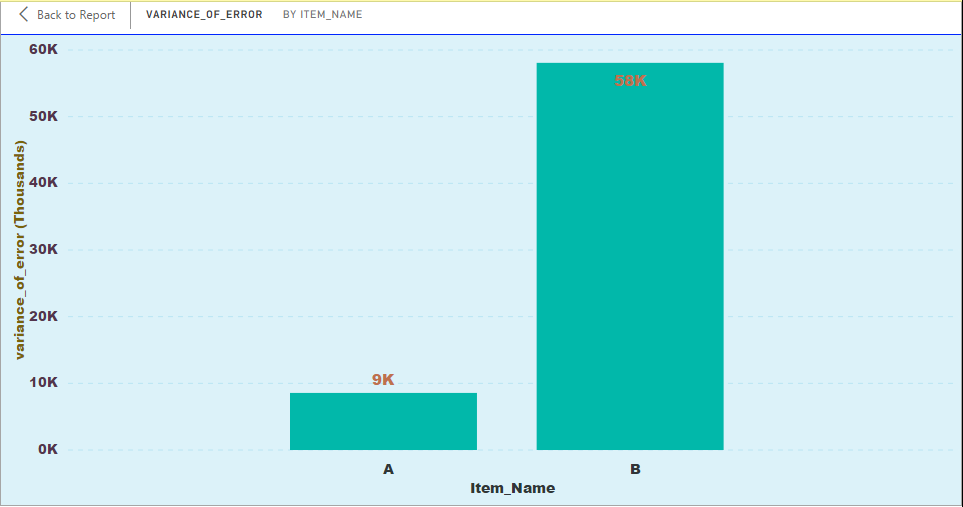 Back to Report
VARIANCE_OF_ERROR BY ITEM_NAME
variance_of_error (Thousands)
60K
50K
40K
30K
20K
10K
0K
9K
58K
A B
Item_Name